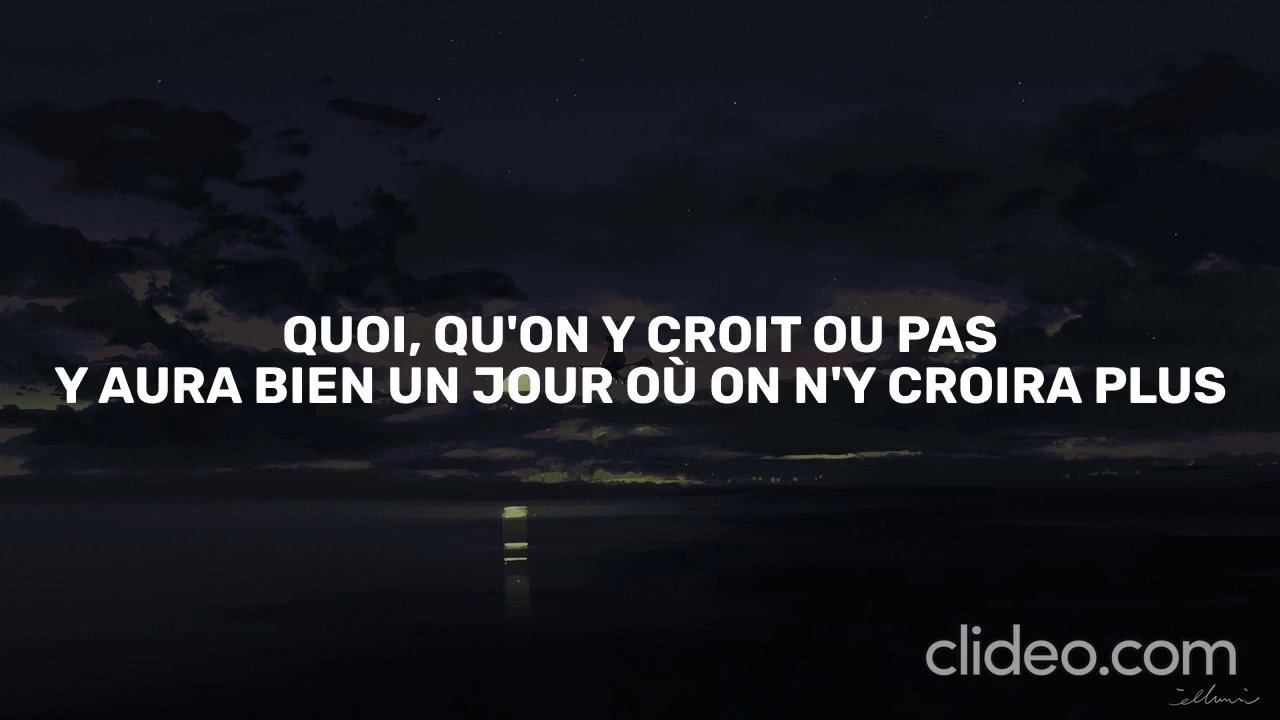 QUOI, QU'ON Y CROIT OU PAS
Y AURA BIEN UN JOUR OÙ ON N'Y CROIRA PLUS
clideo.com